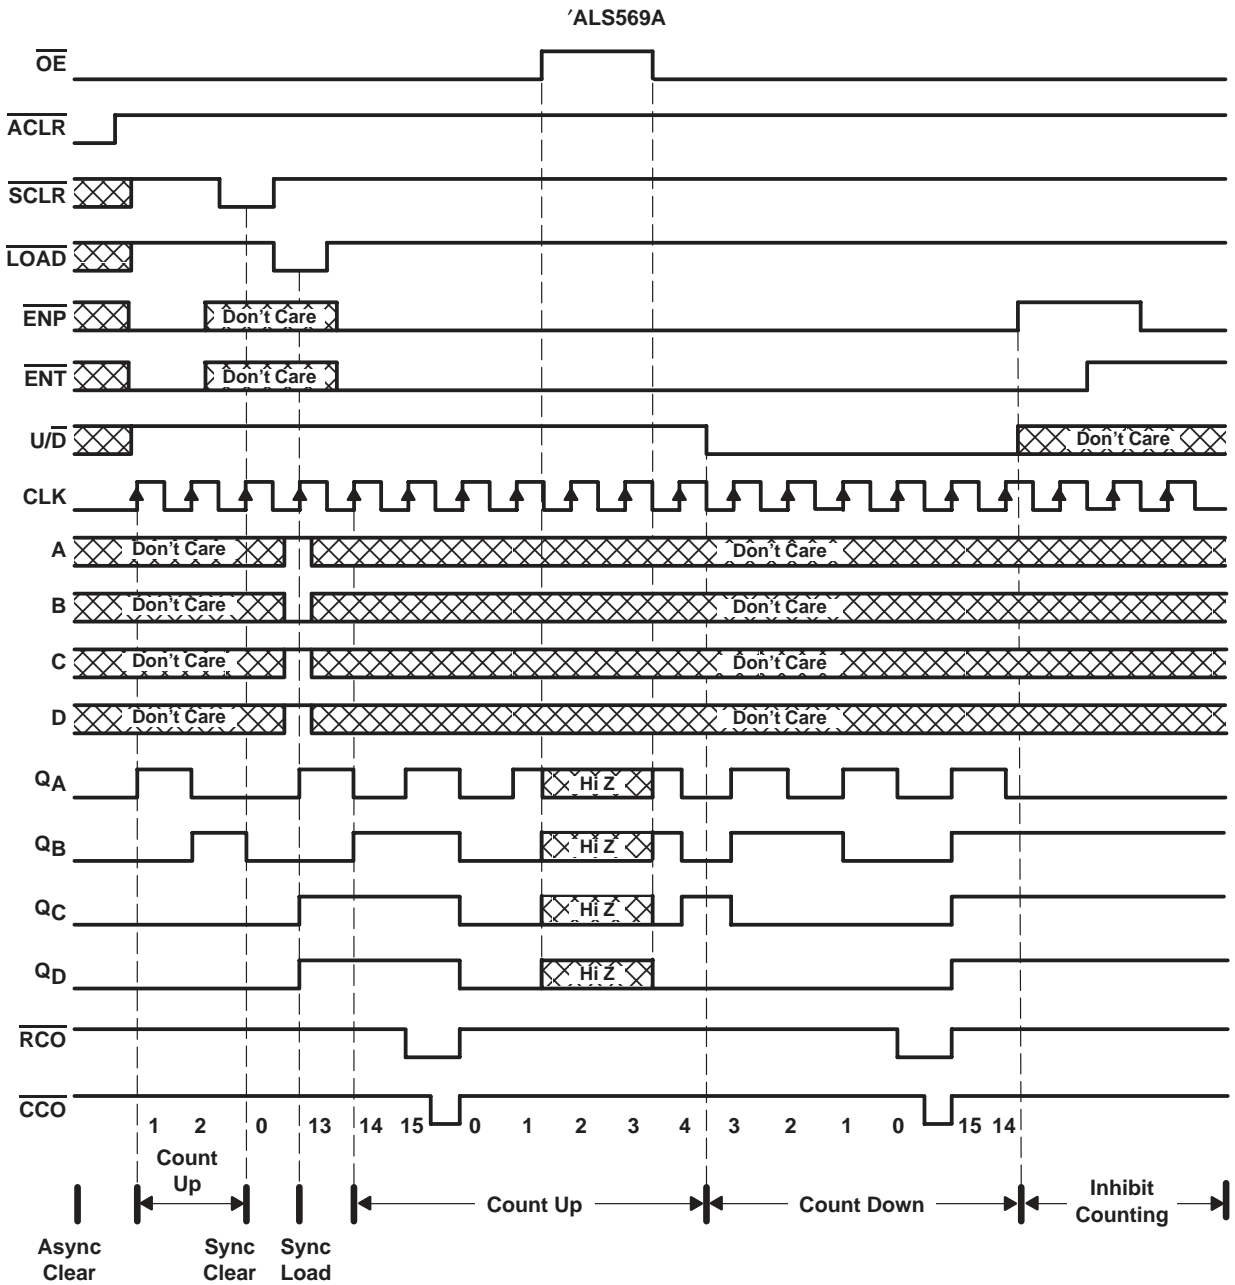 ′ALS569A
OE
ACLR
SCLR
LOAD
ENP Don't Care
ENT Don't Care
U/D Don't Care
CLK
A Don't Care Don't Care
B Don't Care Don't Care
C Don't Care Don't Care
D Don't Care Don't Care
QA Hi Z
QB Hi Z
QC Hi Z
QD Hi Z
RCO
CCO
1 2 0 13 14 15 0 1 2 3 4 3 2 1 0 15 14
Count
Up
Count Up
Count Down
Inhibit
Counting
Async
Clear
Sync
Clear
Sync
Load